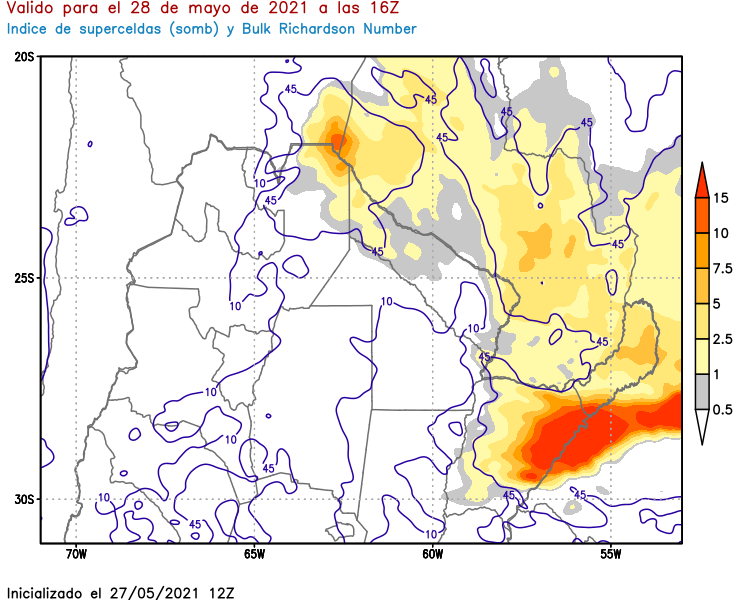 Valido para el 28 de mayo de 2021 a las 16Z
Indice de superceldas (somb) y Bulk Richardson Number
20S
45
45
45
45
45
10
45
15
10
45
45
7.5
25S
5
10
10
10
2.5
45
45
1
10
0.5
10
45
10
45
45
30S
45
10
70W
65W
60W
55W
Inicializado el 27/05/2021 12Z